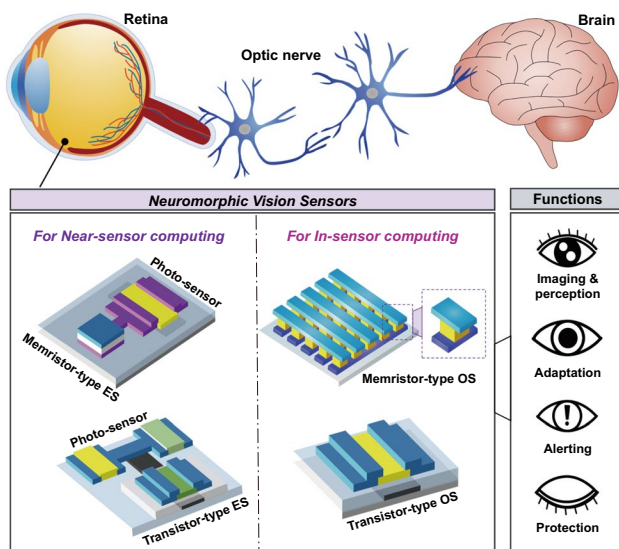 Retina
Brain
Optic nerve
Neuromorphic Vision Sensors
Functions
For Near-sensor computing
For In-sensor computing
Photo-sensor
Memristor-type ES
Memristor-type OS
Photo-sensor
Transistor-type ES
Transistor-type OS
Imaging &
perception
Adaptation
Alerting
Protection